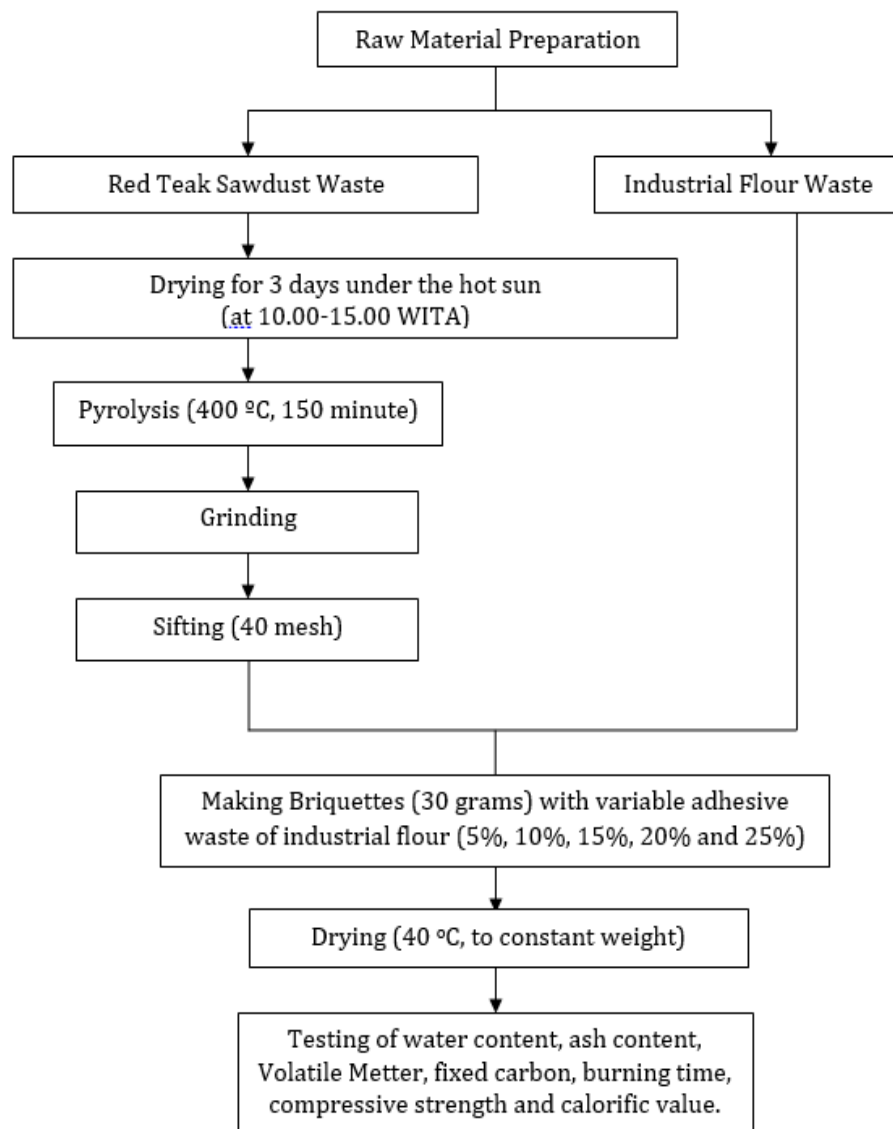 Raw Material Preparation
Red Teak Sawdust Waste
Industrial Flour Waste
Drying for 3 days under the hot sun
(at 10.00-15.00 WITA)
Pyrolysis (400 ºC, 150 minute)
Grinding
Sifting (40 mesh)
Making Briquettes (30 grams) with variable adhesive
waste of industrial flour (5%, 10%, 15%, 20% and 25%)
Drying (40 ºC, to constant weight)
Testing of water content, ash content,
Volatile Metter, fixed carbon, burning time,
compressive strength and calorific value.